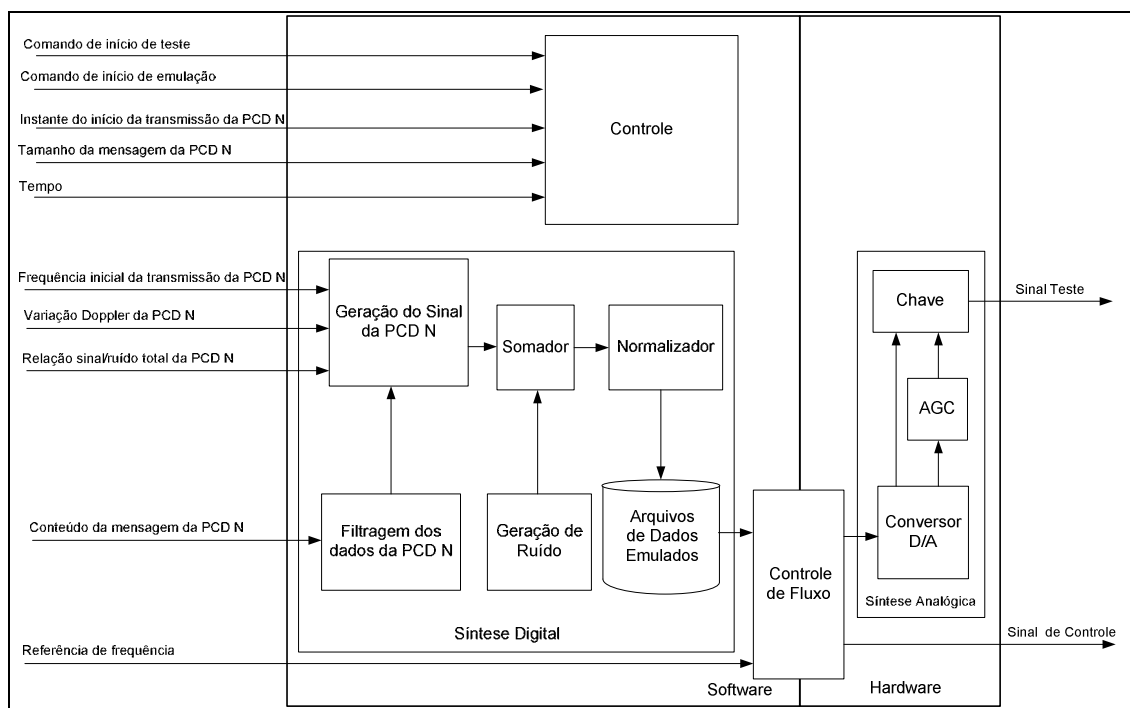 Comando de início de teste
Comando de início de emulação
Instante do início da transmissão da PCD N
Tamanho da mensagem da PCD N
Tempo
Controle
Frequência inicial da transmissão da PCD N
Variação Doppler da PCD N
Relação sinal/ruído total da PCD N
Geração do Sinal
da PCD N
Somador
Normalizador
Chave
Sinal Teste
AGC
Conteúdo da mensagem da PCD N
Filtragem dos
dados da PCD N
Geração de
Ruído
Arquivos
de Dados
Emulados
Controle
de Fluxo
Conversor
D/A
Síntese Analógica
Síntese Digital
Sinal de Controle
Referência de frequência
Software
Hardware